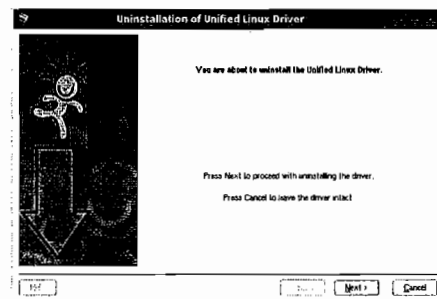 Uninstallation of Unified Linux Driver
You are about to uninstall the Unified Linux Driver.
Press Next to proceed with uninstalling the driver.
Press Cancel to leave the driver intact
Next >
Cancel